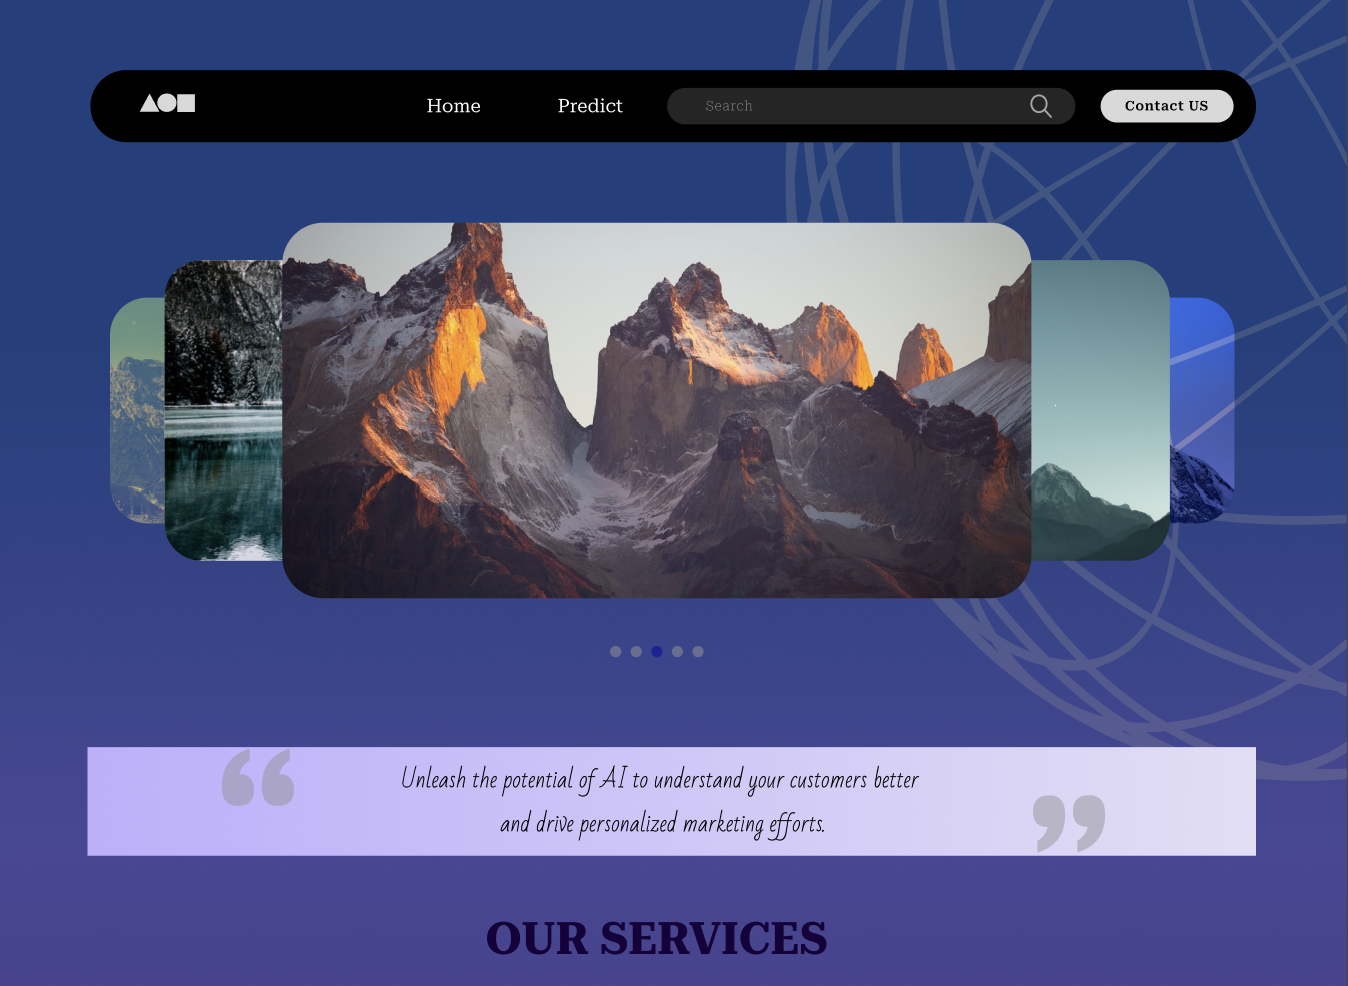 Home
Predict
Search
Contact US
“
Unleash the potential of AI to understand your customers better
and drive personalized marketing efforts.
”
OUR SERVICES